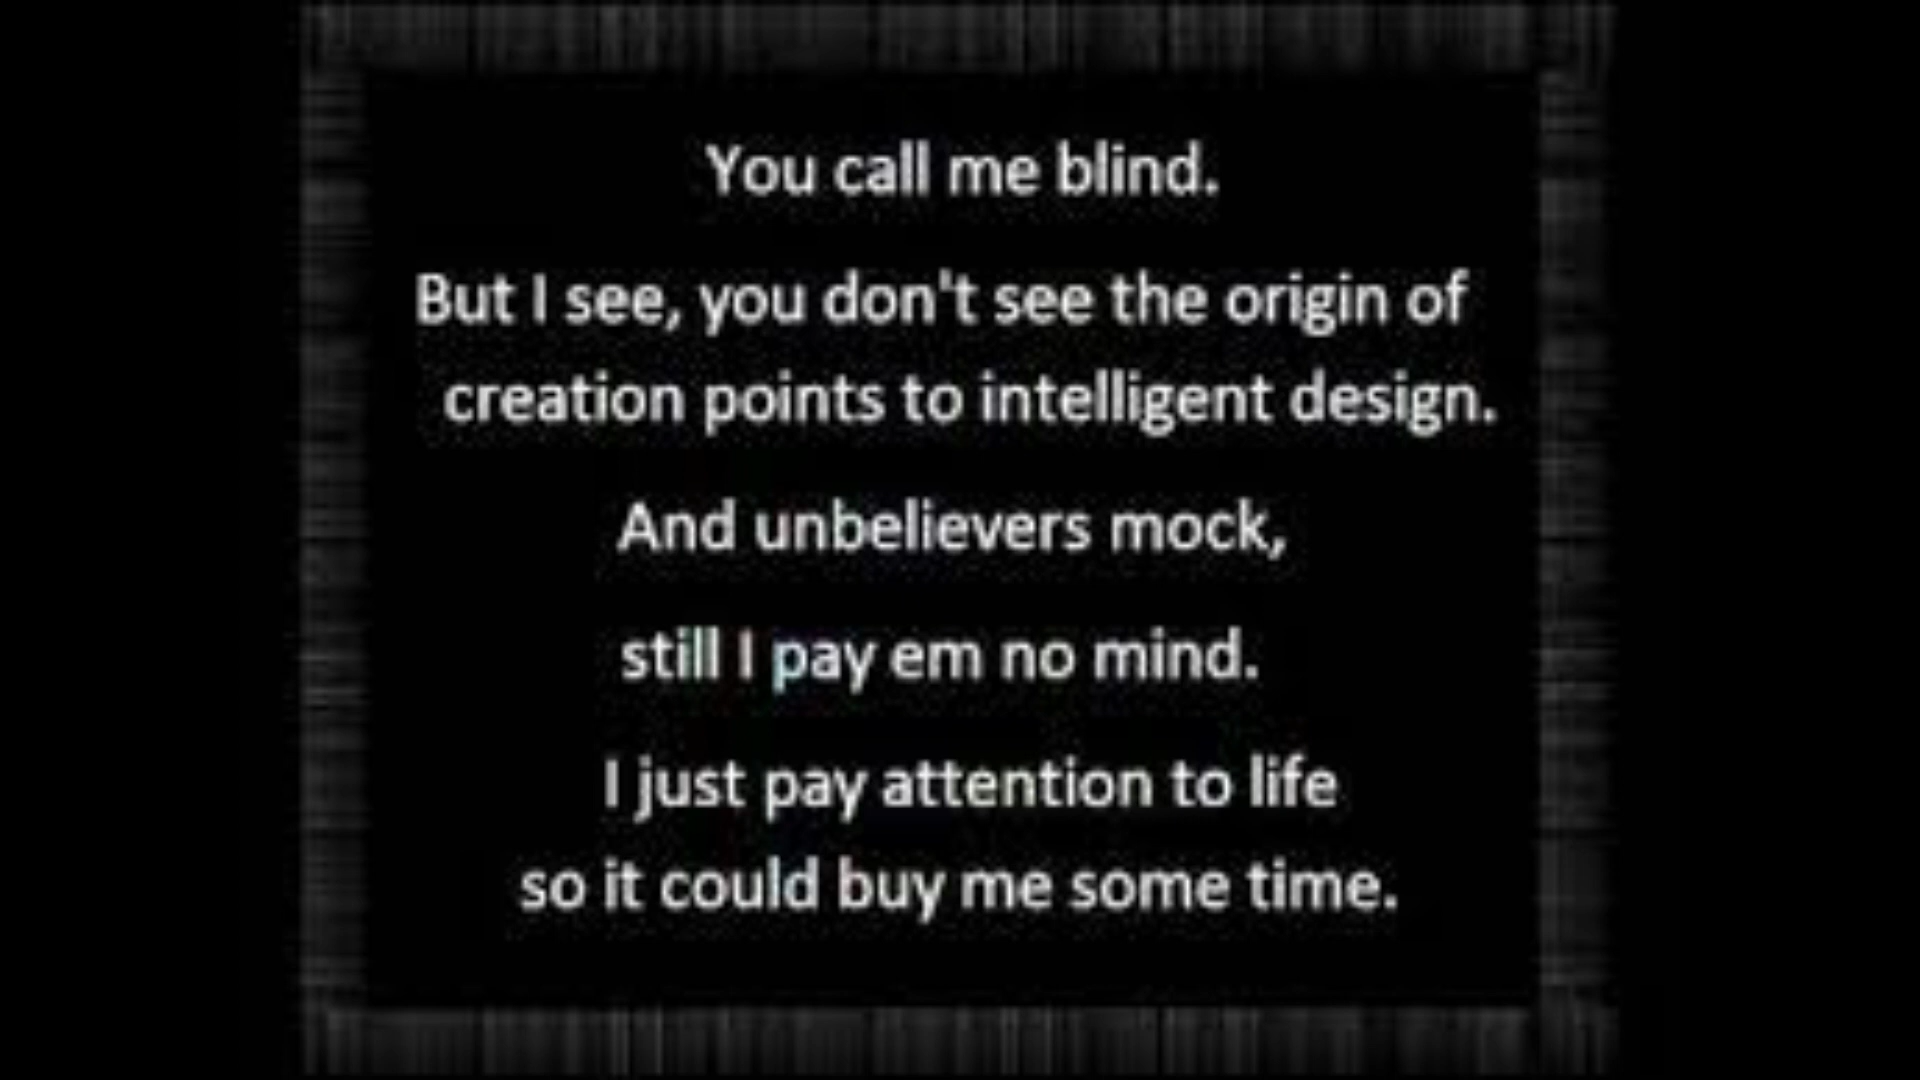 You call me blind.
But I see, you don't see the origin of
creation points to intelligent design.
And unbelievers mock,
still I pay em no mind.
I just pay attention to life
so it could buy me some time.